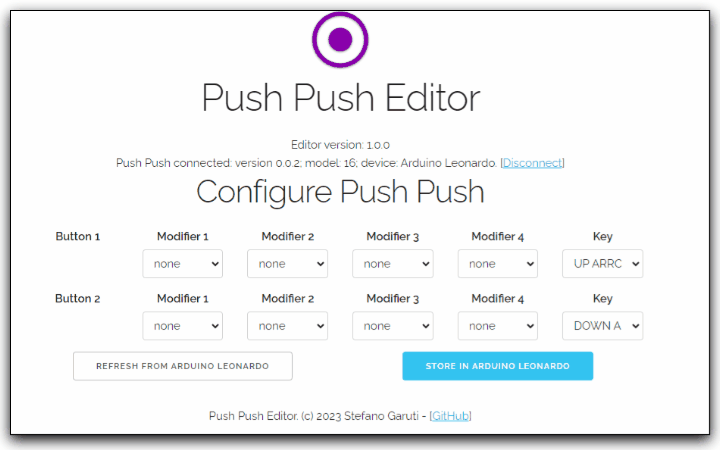 Push Push Editor
Editor version: 1.0.0
Push Push connected: version 0.0.2; model: 16; device: Arduino Leonardo. [Disconnect]
Configure Push Push
Button 1 Modifier 1 Modifier 2 Modifier 3 Modifier 4 Key
none none none none UP ARRC
Button 2 Modifier 1 Modifier 2 Modifier 3 Modifier 4 Key
none none none none DOWN A
REFRESH FROM ARDUINO LEONARDO STORE IN ARDUINO LEONARDO
Push Push Editor. (c) 2023 Stefano Garuti - [GitHub]